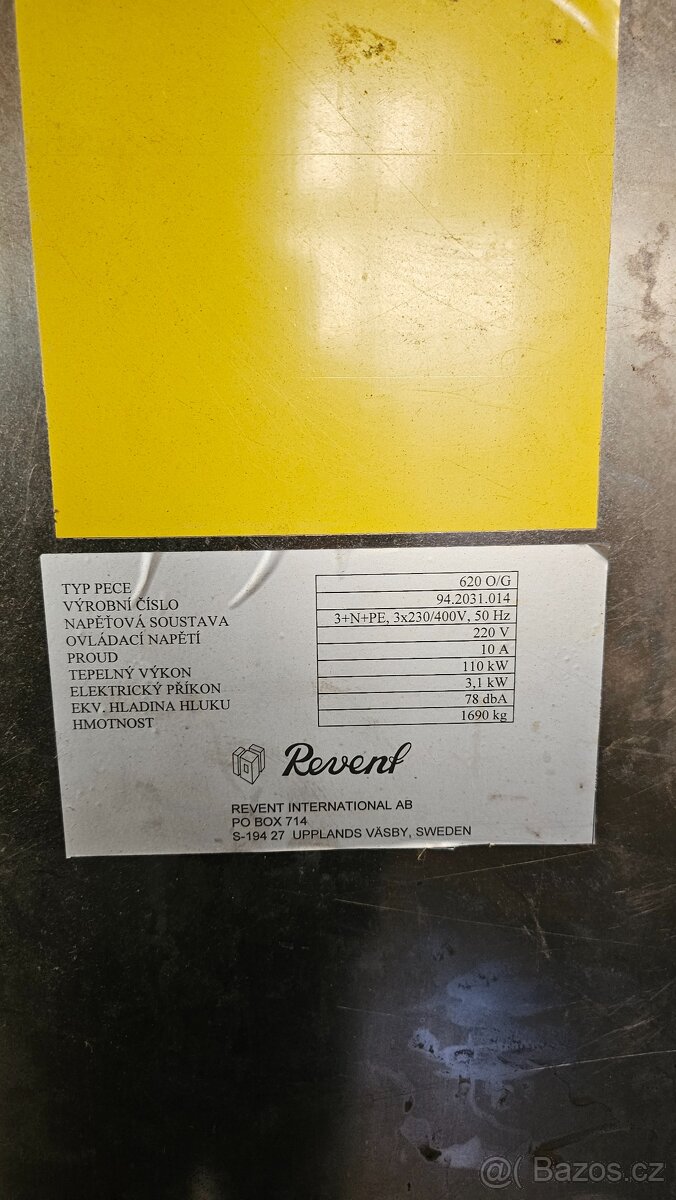 TYP PECE 620 O/G
VÝROBNÍ ČÍSLO 94.2031.014
NAPĚŤOVÁ SOUSTAVA 3+N+PE, 3x230/400V, 50 Hz
OVLÁDACÍ NAPĚTÍ 220 V
PROUD 10 A
TEPELNÝ VÝKON 110 kW
ELEKTRICKÝ PŘÍKON 3,1 kW
EKV. HLADINA HLUKU 78 dbA
HMOTNOST 1690 kg
Revent
REVENT INTERNATIONAL AB
PO BOX 714
S-194 27 UPPLANDS VÄSBY, SWEDEN
@( Bazos.cz